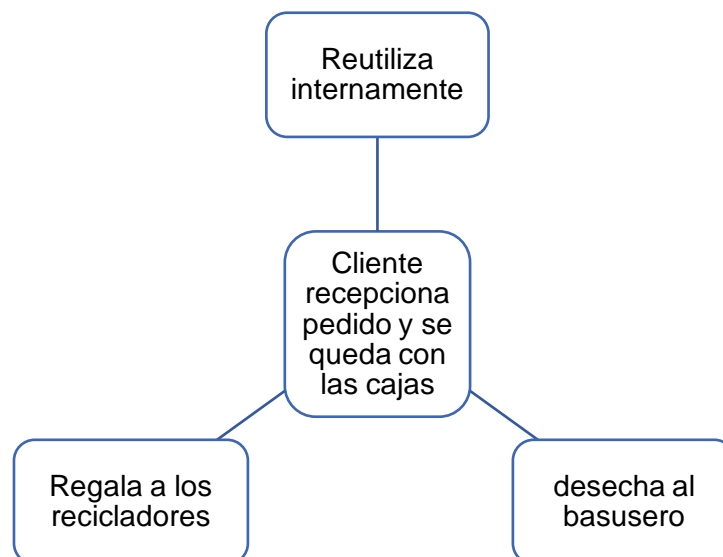 Reutiliza
internamente
Cliente
recepciona
pedido y se
queda con
las cajas
Regala a los
recicladores
desecha al
basusero